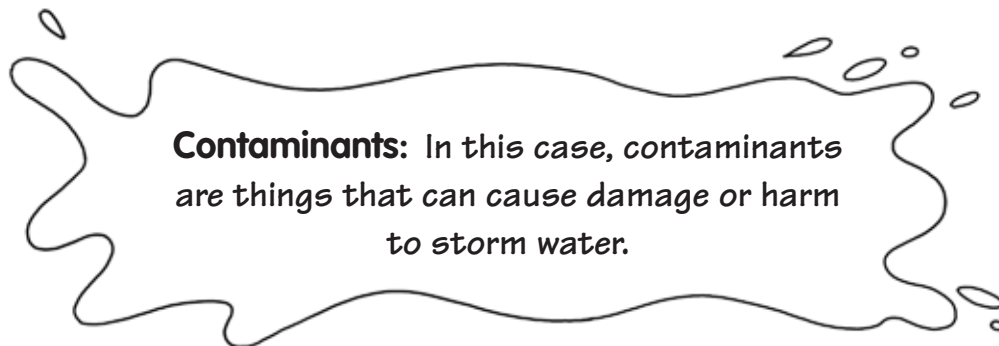 Contaminants: In this case, contaminants
are things that can cause damage or harm
to storm water.